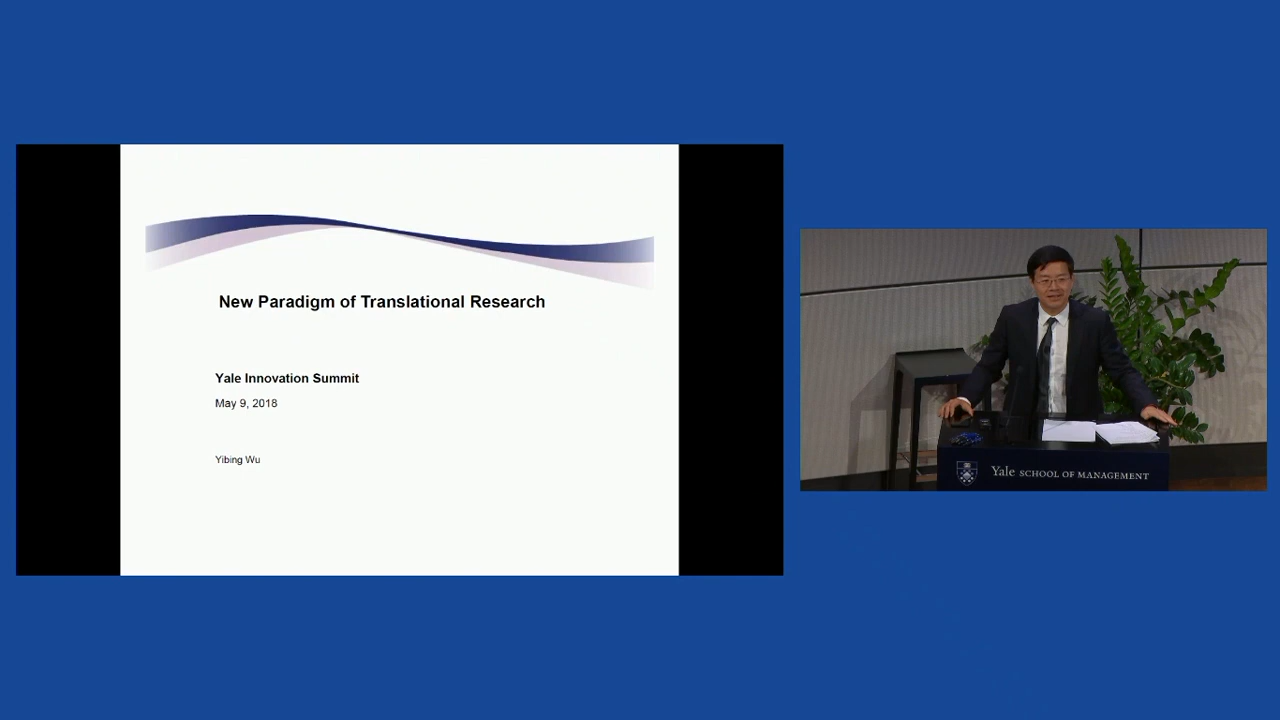 New Paradigm of Translational Research
Yale Innovation Summit
May 9, 2018
Yibing Wu
Yale SCHOOL OF MANAGEMENT